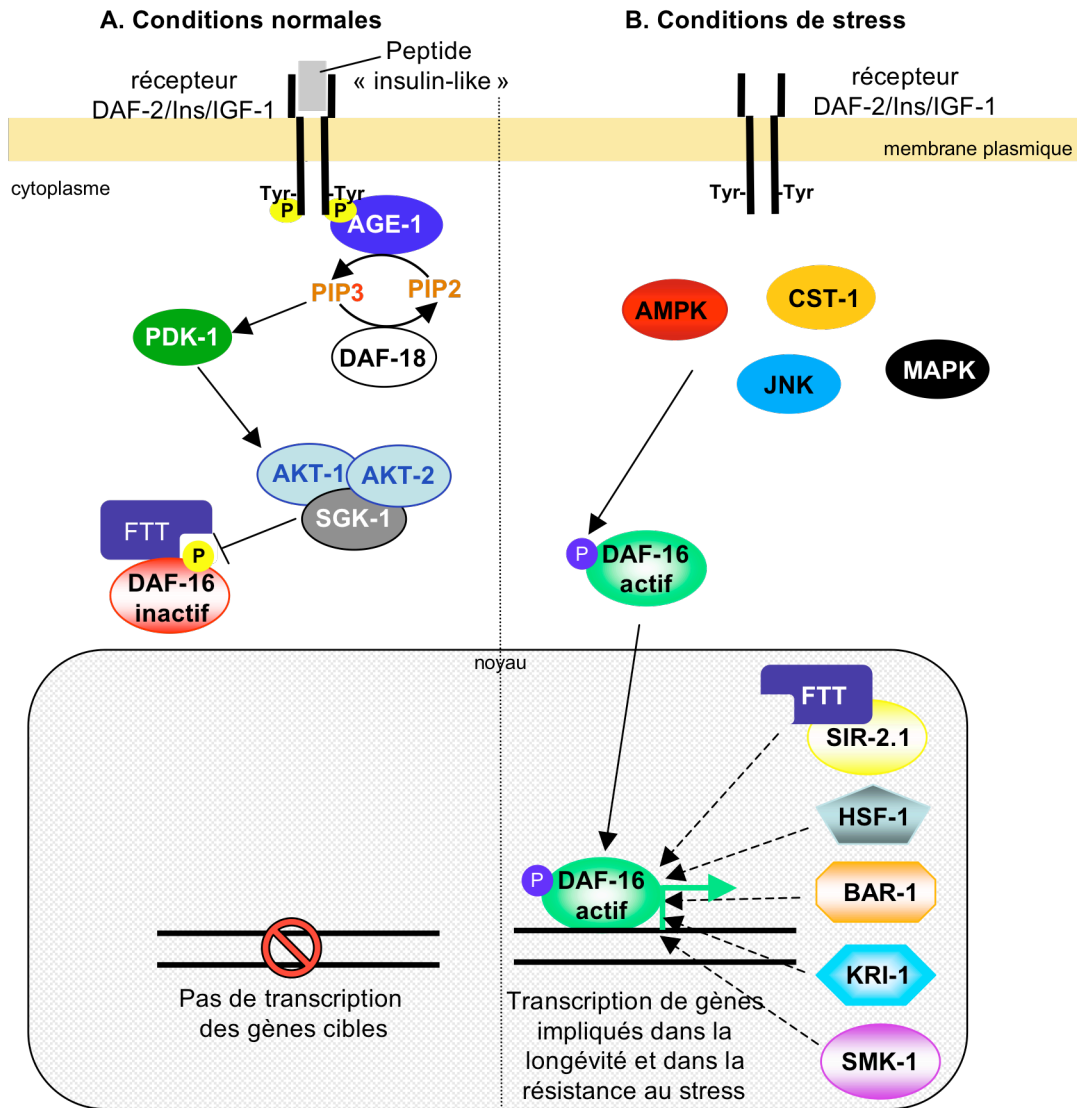 A. Conditions normales
B. Conditions de stress
Peptide
« insulin-like »
récepteur
DAF-2/Ins/IGF-1
récepteur
DAF-2/Ins/IGF-1
membrane plasmique
cytoplasme
Tyr-
-Tyr
P
P
AGE-1
Tyr-
-Tyr
PIP3
PIP2
PDK-1
DAF-18
AMPK
CST-1
JNK
MAPK
AKT-1
AKT-2
SGK-1
FTT
P
DAF-16
inactif
P
DAF-16
actif
noyau
FTT
SIR-2.1
HSF-1
P
DAF-16
actif
BAR-1
KRI-1
SMK-1
Pas de transcription
des gènes cibles
Transcription de gènes
impliqués dans la
longévité et dans la
résistance au stress